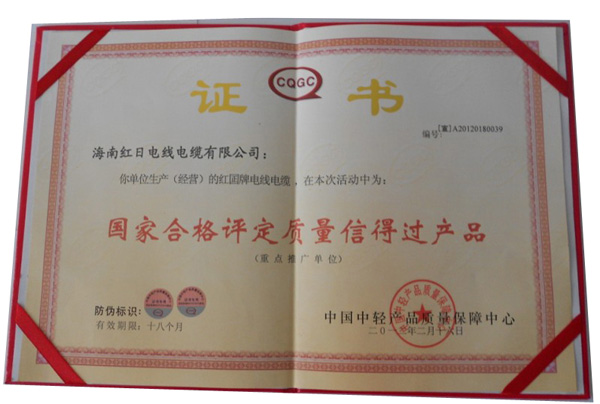 证 CQGC 书
编号:[重]A20120180039
海南红日电线电缆有限公司：
你单位生产（经营）的红固牌电线电缆，在本次活动中为：
国家合格评定质量信得过产品
（重点推广单位）
防伪标识：
有效期限：十八个月
中国中轻产品质量保障中心
二〇一二年二月十六日